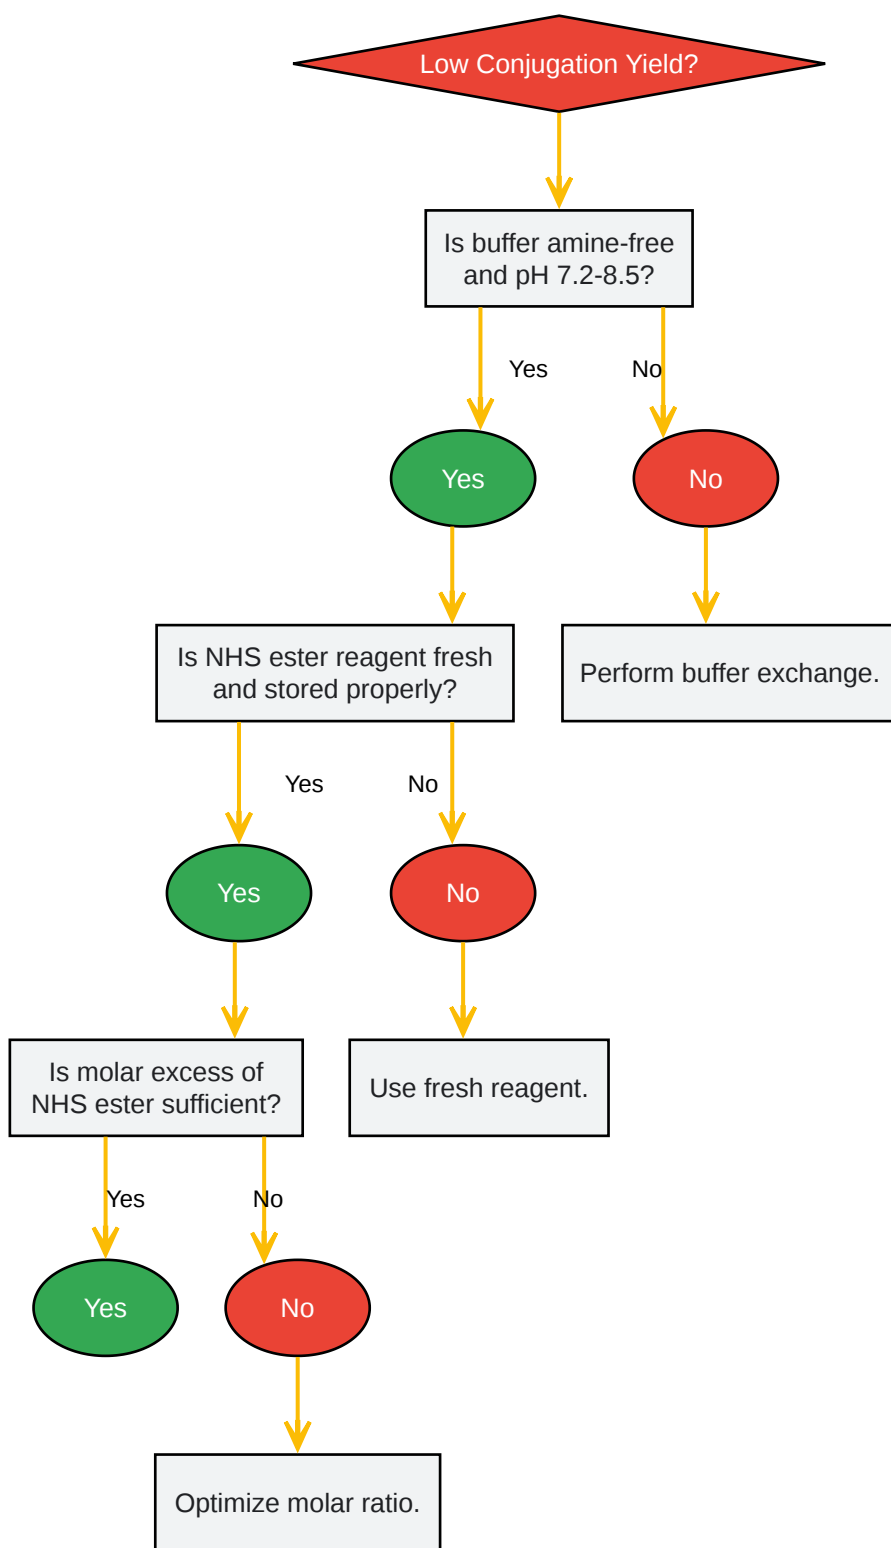 Low Conjugation Yield?
Is buffer amine-free
and pH 7.2-8.5?
Yes
No
Yes
No
Is NHS ester reagent fresh
and stored properly?
Perform buffer exchange.
Yes
No
Yes
No
Is molar excess of
NHS ester sufficient?
Use fresh reagent.
Yes
No
Yes
No
Optimize molar ratio.